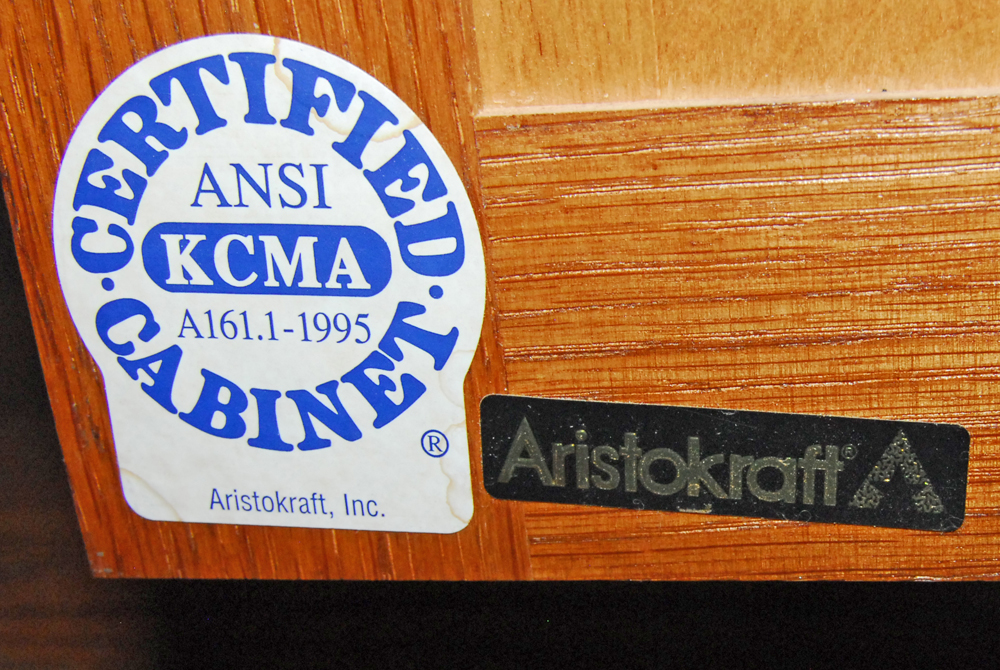 CERTIFIED
ANSI
KCMA
A161.1-1995
CABINET
®
Aristokraft, Inc.
Aristokraft®